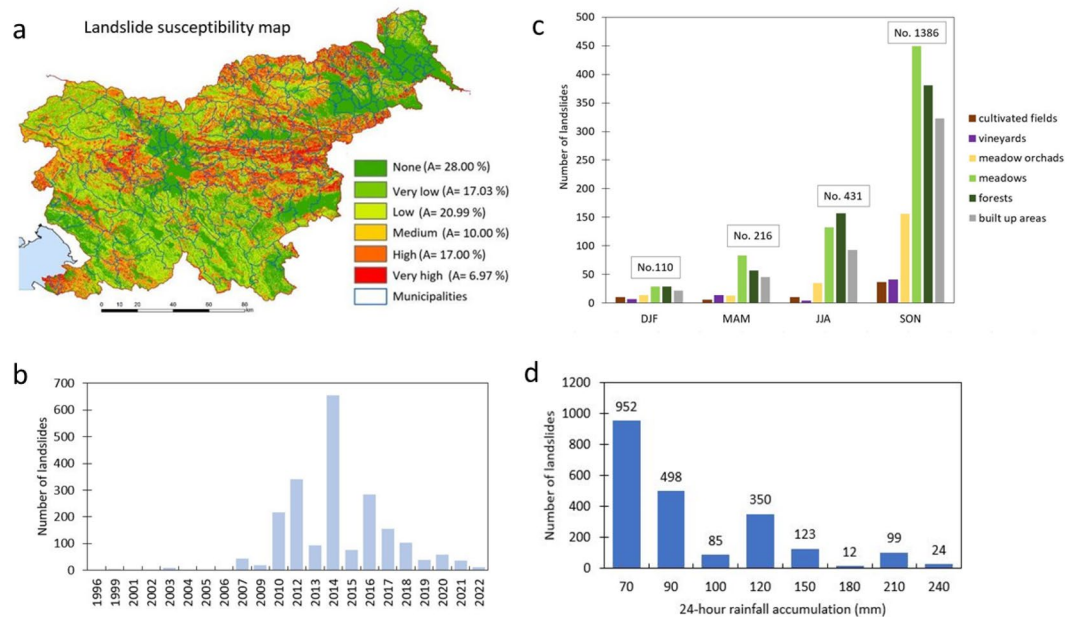 a
Landslide susceptibility map
None (A= 28.00 %)
Very low (A= 17.03 %)
Low (A= 20.99 %)
Medium (A= 10.00 %)
High (A= 17.00 %)
Very high (A= 6.97 %)
Municipalities
0 10 20 40 60 80
km
c
Number of landslides
500
450
400
350
300
250
200
150
100
50
0
No.110
No. 216
No. 431
No. 1386
DJF MAM JJA SON
cultivated fields
vineyards
meadow orchads
meadows
forests
built up areas
b
Number of landslides
700
600
500
400
300
200
100
0
1996 1999 2001 2002 2003 2004 2005 2006 2007 2009 2010 2012 2013 2014 2015 2016 2017 2018 2019 2020 2021 2022
d
Number of landslides
1200
1000
800
600
400
200
0
952 498 85 350 123 12 99 24
70 90 100 120 150 180 210 240
24-hour rainfall accumulation (mm)